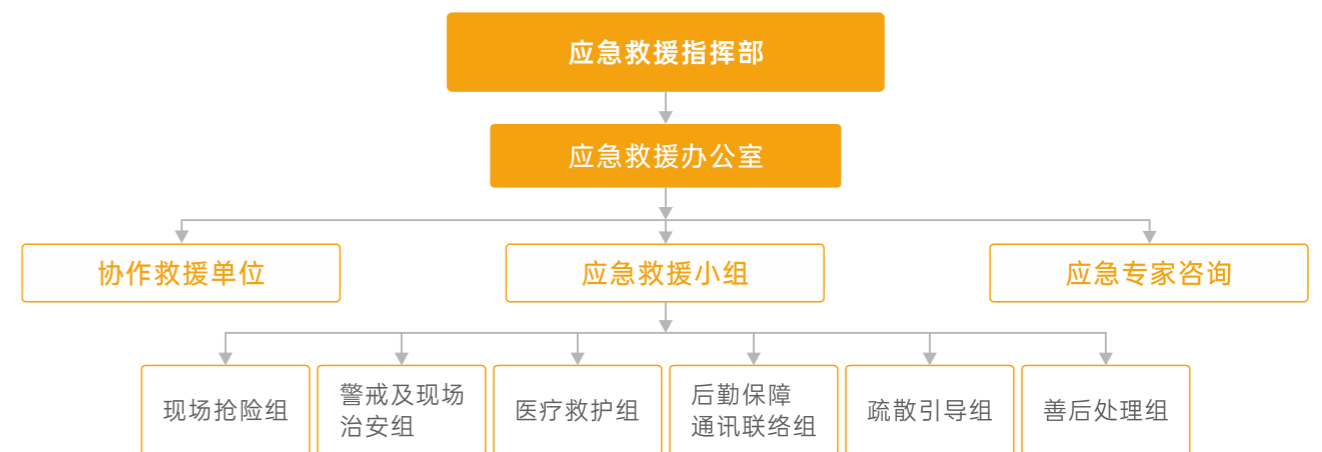 应急救援指挥部
应急救援办公室
协作救援单位
应急救援小组
应急专家咨询
现场抢险组
警戒及现场
治安组
医疗救护组
后勤保障
通讯联络组
疏散引导组
善后处理组